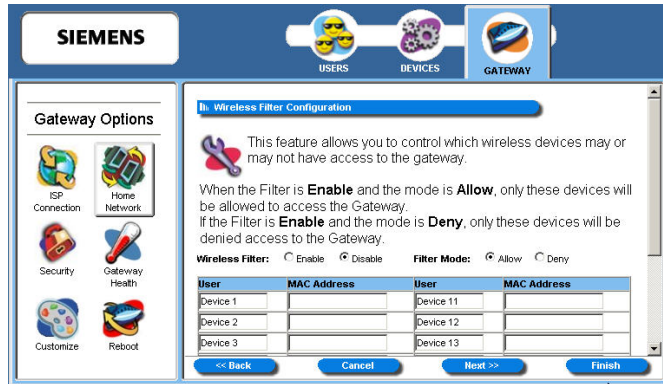 SIEMENS
USERS
DEVICES
GATEWAY
Gateway Options
ISP
Connection
Home
Network
Security
Gateway
Health
Customize
Reboot
Wireless Filter Configuration
This feature allows you to control which wireless devices may or
may not have access to the gateway.
When the Filter is Enable and the mode is Allow, only these devices will
be allowed to access the Gateway.
If the Filter is Enable and the mode is Deny, only these devices will be
denied access to the Gateway.
Wireless Filter: Enable Disable Filter Mode: Allow Deny
User MAC Address User MAC Address
Device 1 Device 11
Device 2 Device 12
Device 3 Device 13
<< Back Cancel Next >> Finish